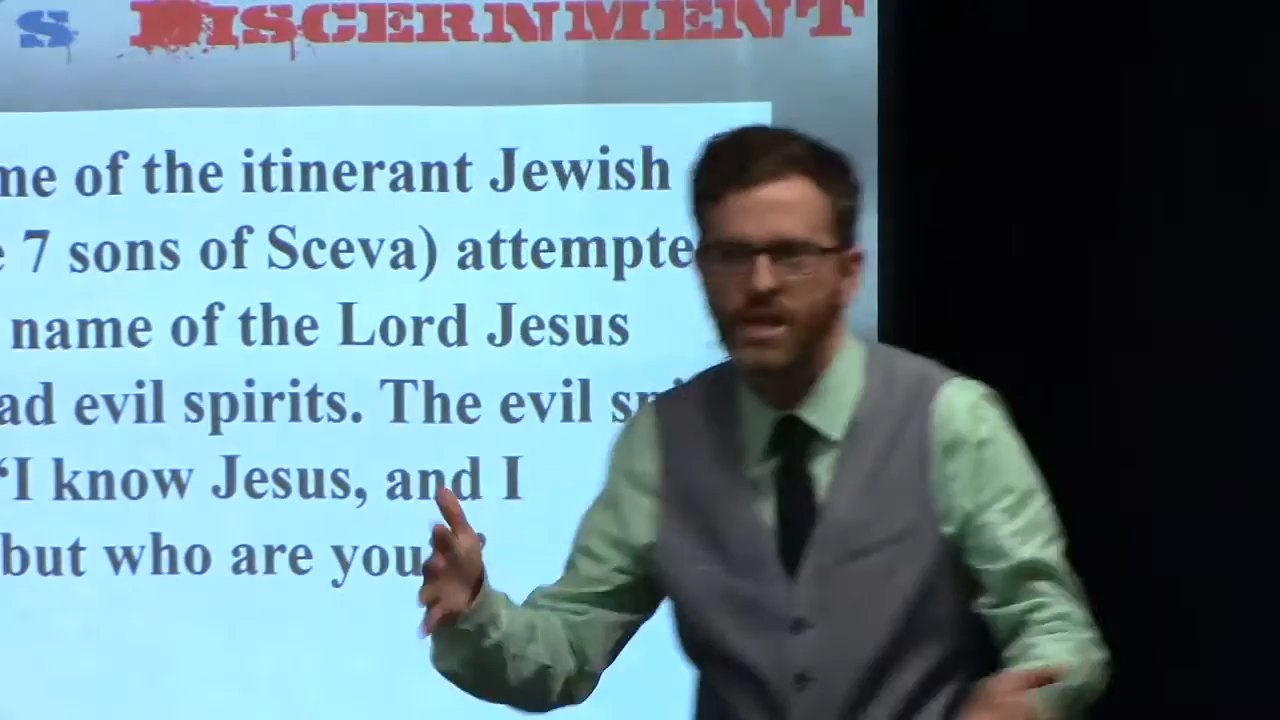 's DISCERNMENT
me of the itinerant Jewish
7 sons of Sceva) attempte
name of the Lord Jesus
ad evil spirits. The evil sp
“I know Jesus, and I
but who are you